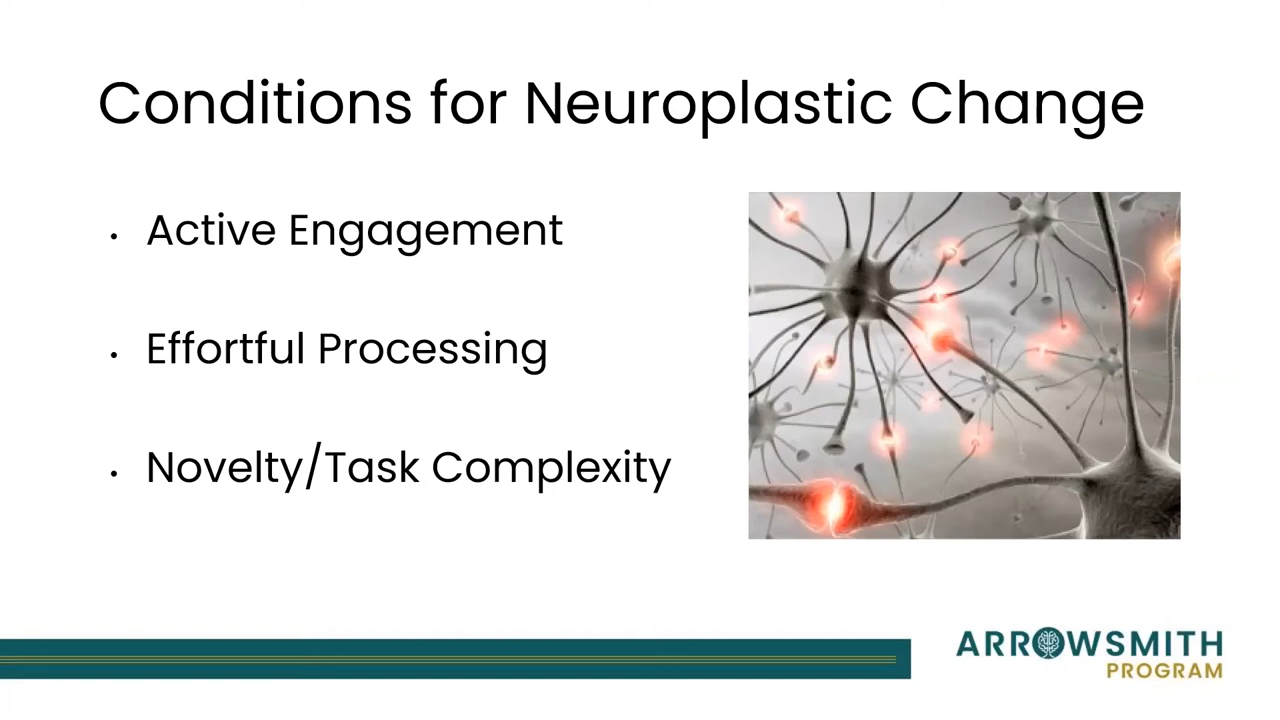 Conditions for Neuroplastic Change
• Active Engagement
• Effortful Processing
• Novelty/Task Complexity
ARROWSMITH
PROGRAM